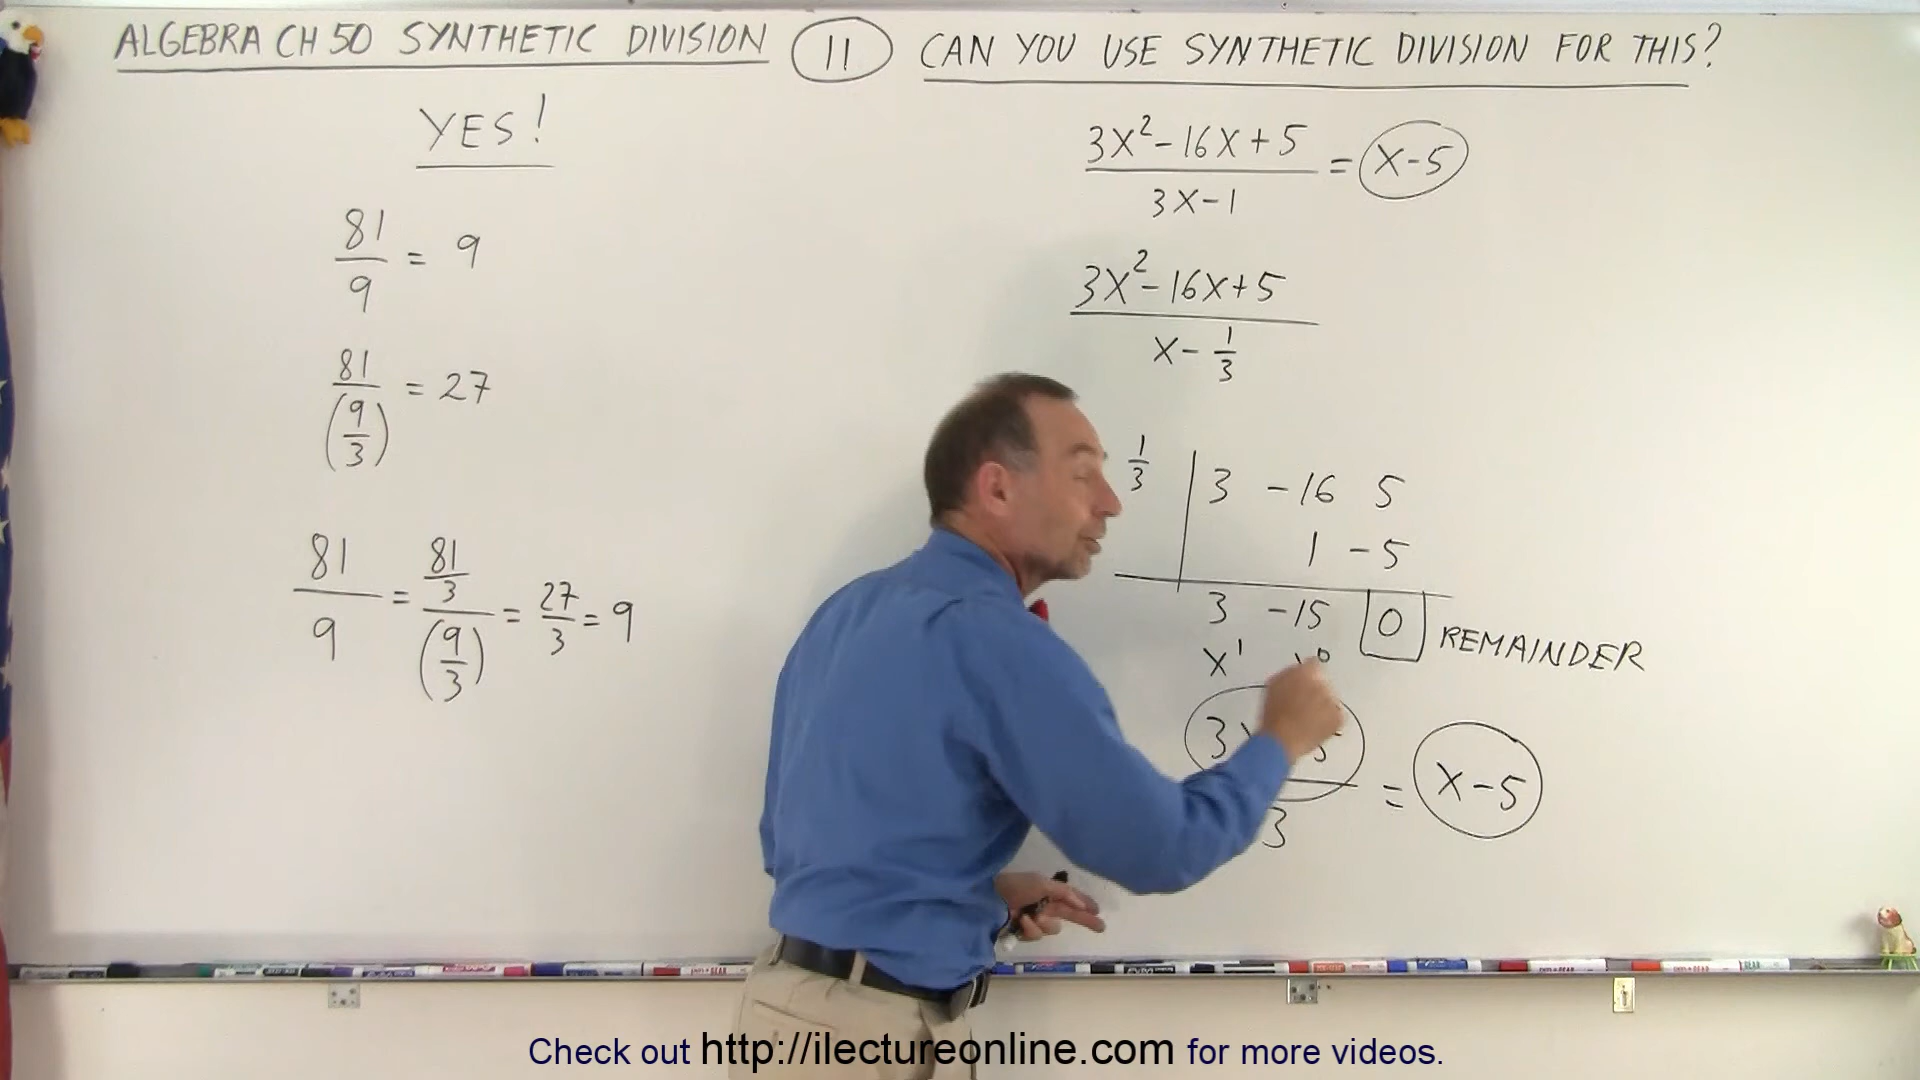 ALGEBRA CH 50 SYNTHETIC DIVISION 11 CAN YOU USE SYNTHETIC DIVISION FOR THIS?
YES!
81
9
= 9
81
(9/3)
= 27
81/9 = (81/3)/(9/3) = 27/3 = 9
3X²-16X+5
3X-1
= X-5
3X²-16X+5
X-1/3
1/3 | 3 -16 5
1 -5
3 -15 0 REMAINDER
X¹
3
3
= X-5
Check out http://ilectureonline.com for more videos.